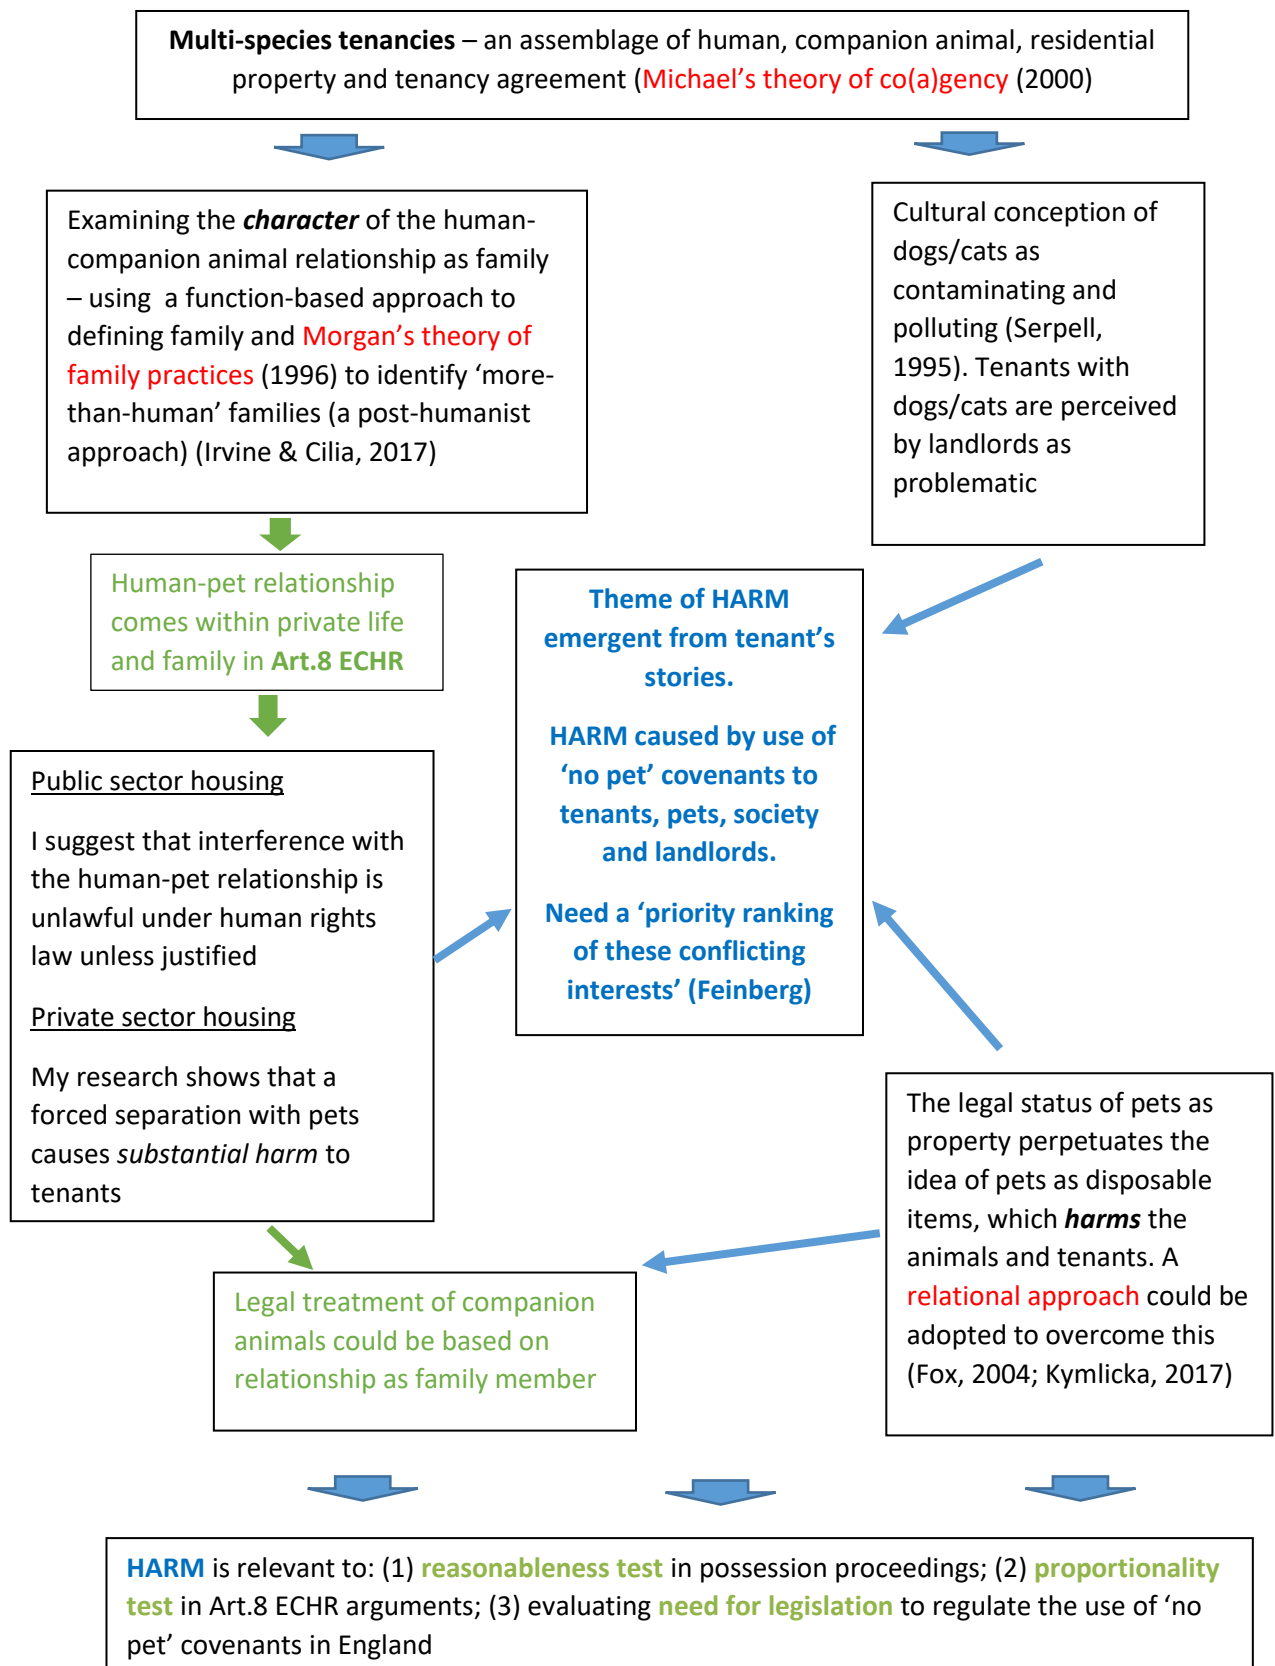 Multi-species tenancies – an assemblage of human, companion animal, residential
property and tenancy agreement (Michael’s theory of co(a)gency (2000)
Examining the character of the human-
companion animal relationship as family
– using a function-based approach to
defining family and Morgan’s theory of
family practices (1996) to identify ‘more-
than-human’ families (a post-humanist
approach) (Irvine & Cilia, 2017)
Cultural conception of
dogs/cats as
contaminating and
polluting (Serpell,
1995). Tenants with
dogs/cats are perceived
by landlords as
problematic
Human-pet relationship
comes within private life
and family in Art.8 ECHR
Theme of HARM
emergent from tenant’s
stories.
HARM caused by use of
‘no pet’ covenants to
tenants, pets, society
and landlords.
Need a ‘priority ranking
of these conflicting
interests’ (Feinberg)
Public sector housing
I suggest that interference with
the human-pet relationship is
unlawful under human rights
law unless justified
Private sector housing
My research shows that a
forced separation with pets
causes substantial harm to
tenants
The legal status of pets as
property perpetuates the
idea of pets as disposable
items, which harms the
animals and tenants. A
relational approach could be
adopted to overcome this
(Fox, 2004; Kymlicka, 2017)
Legal treatment of companion
animals could be based on
relationship as family member
HARM is relevant to: (1) reasonableness test in possession proceedings; (2) proportionality
test in Art.8 ECHR arguments; (3) evaluating need for legislation to regulate the use of ‘no
pet’ covenants in England